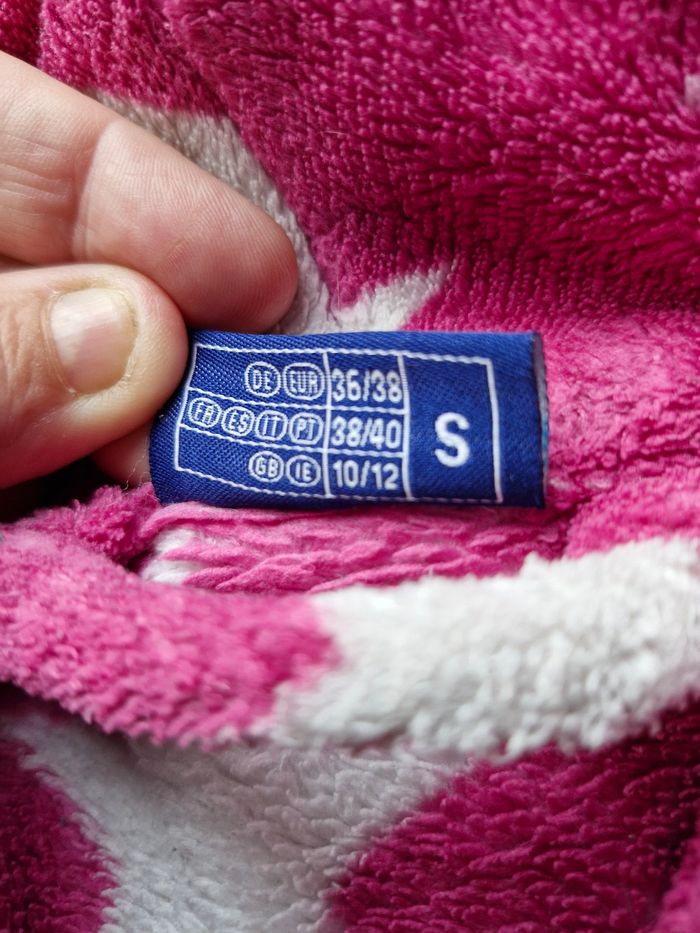 DE EUR 36/38
FR ES IT PT 38/40
GB IE 10/12
S